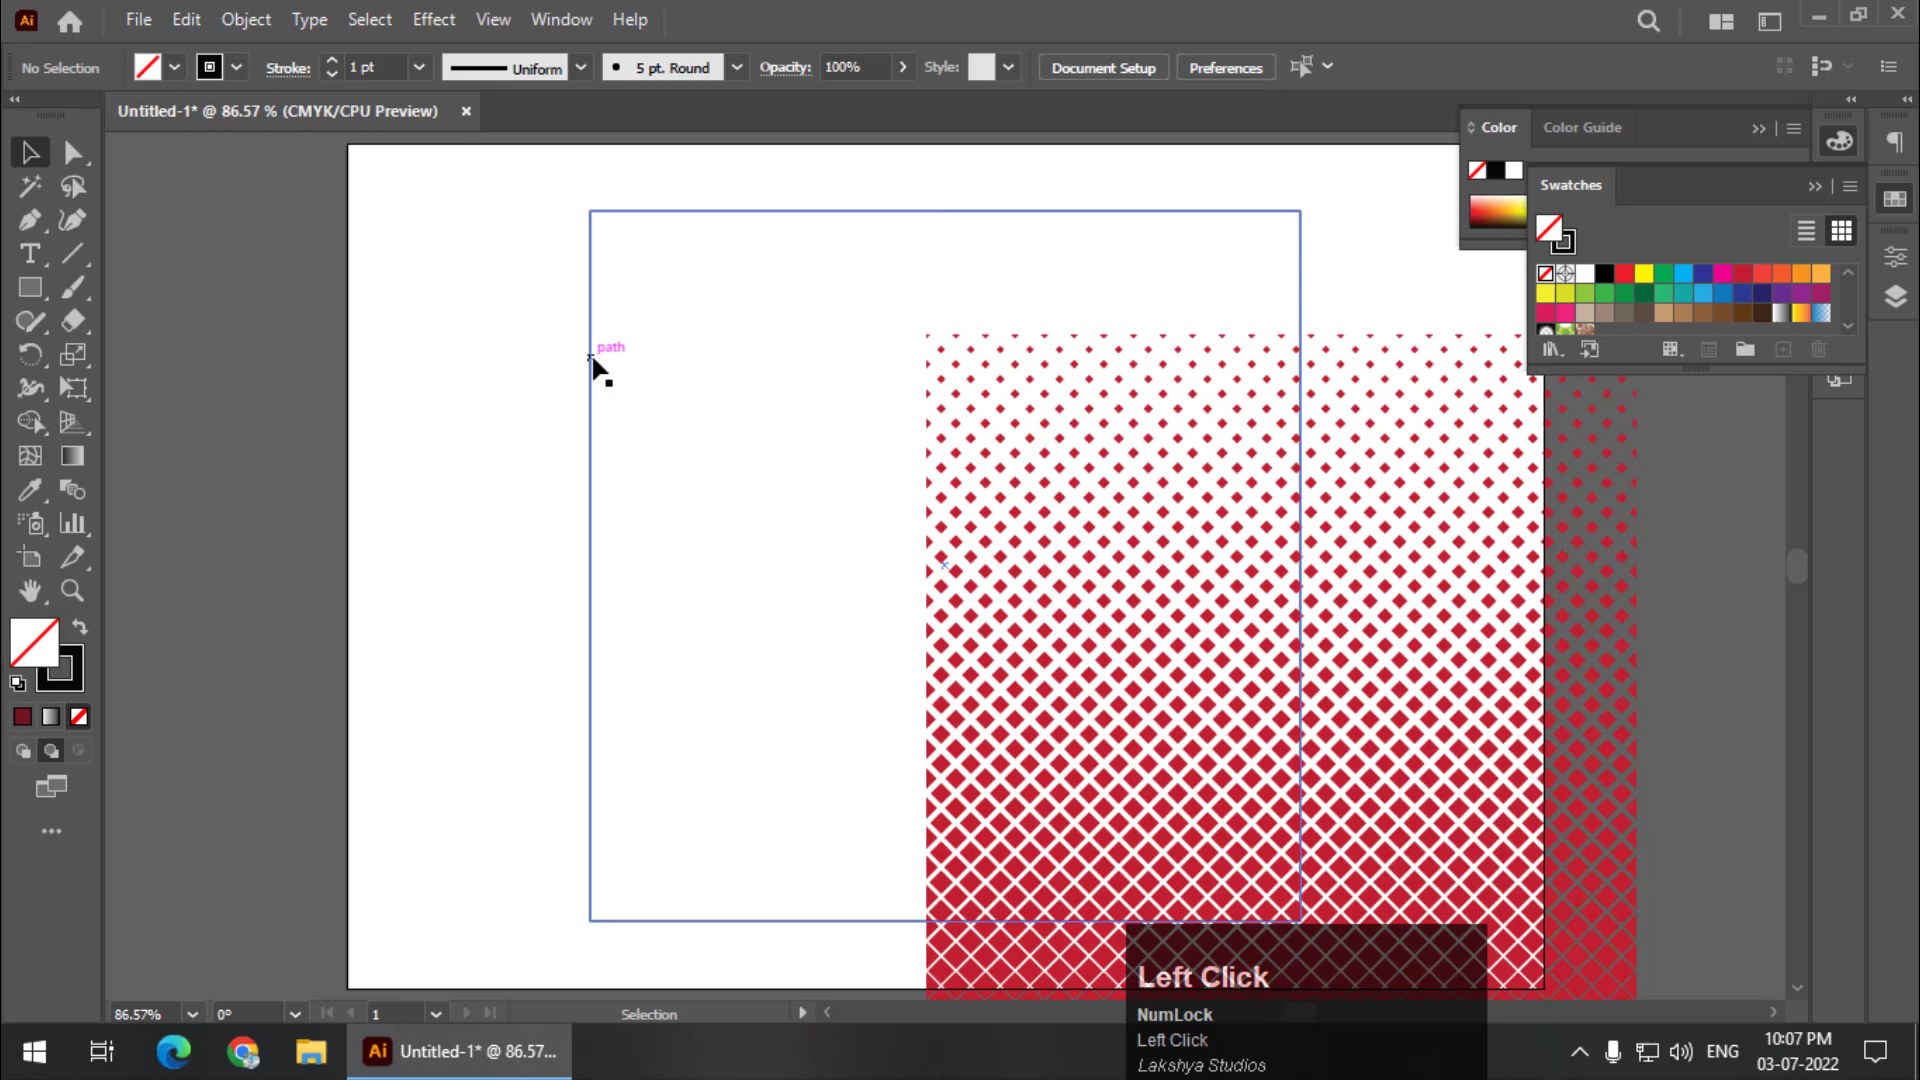 Ai File Edit Object Type Select Effect View Window Help
No Selection Stroke: 1 pt Uniform 5 pt. Round Opacity: 100% Style: Document Setup Preferences
Untitled-1* @ 86.57 % (CMYK/CPU Preview)
Color Color Guide
Swatches
path
86.57% 0° 1 Selection
Left Click
NumLock
Left Click
Lakshya Studios
Ai Untitled-1* @ 86.57...
ENG
10:07 PM
03-07-2022